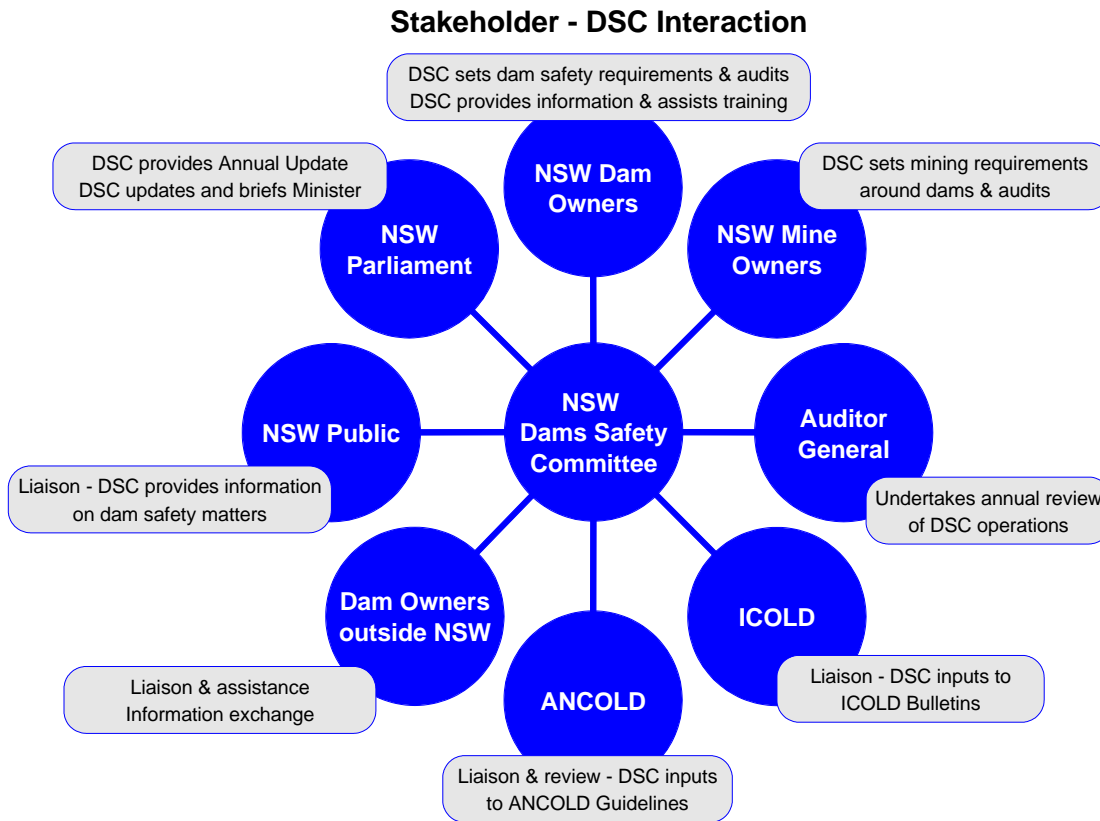 Stakeholder - DSC Interaction
DSC sets dam safety requirements & audits
DSC provides information & assists training
NSW Dam
Owners
DSC provides Annual Update
DSC updates and briefs Minister
NSW
Parliament
DSC sets mining requirements
around dams & audits
NSW Mine
Owners
NSW Public
Liaison - DSC provides information
on dam safety matters
NSW
Dams Safety
Committee
Auditor
General
Undertakes annual review
of DSC operations
Dam Owners
outside NSW
Liaison & assistance
Information exchange
ANCOLD
Liaison & review - DSC inputs
to ANCOLD Guidelines
ICOLD
Liaison - DSC inputs to
ICOLD Bulletins